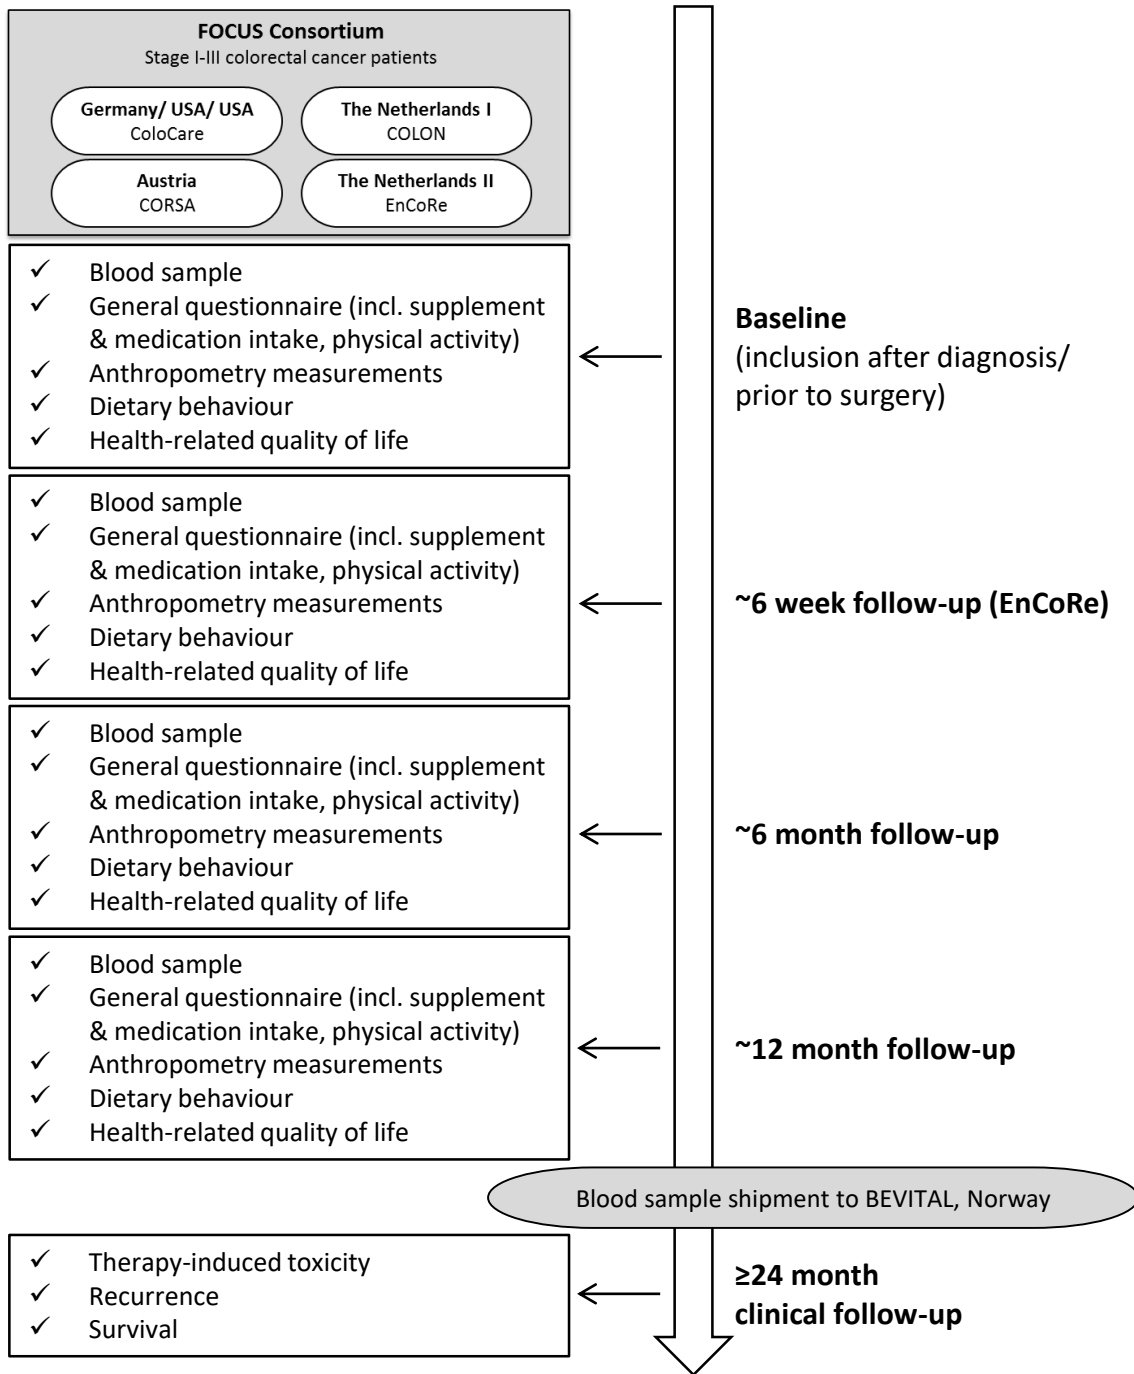 FOCUS Consortium
Stage I-III colorectal cancer patients
Germany/ USA/ USA
ColoCare
The Netherlands I
COLON
Austria
CORSA
The Netherlands II
EnCoRe
✓ Blood sample
✓ General questionnaire (incl. supplement
& medication intake, physical activity)
✓ Anthropometry measurements
✓ Dietary behaviour
✓ Health-related quality of life
Baseline
(inclusion after diagnosis/
prior to surgery)
✓ Blood sample
✓ General questionnaire (incl. supplement
& medication intake, physical activity)
✓ Anthropometry measurements
✓ Dietary behaviour
✓ Health-related quality of life
~6 week follow-up (EnCoRe)
✓ Blood sample
✓ General questionnaire (incl. supplement
& medication intake, physical activity)
✓ Anthropometry measurements
✓ Dietary behaviour
✓ Health-related quality of life
~6 month follow-up
✓ Blood sample
✓ General questionnaire (incl. supplement
& medication intake, physical activity)
✓ Anthropometry measurements
✓ Dietary behaviour
✓ Health-related quality of life
~12 month follow-up
Blood sample shipment to BEVITAL, Norway
✓ Therapy-induced toxicity
✓ Recurrence
✓ Survival
≥24 month
clinical follow-up